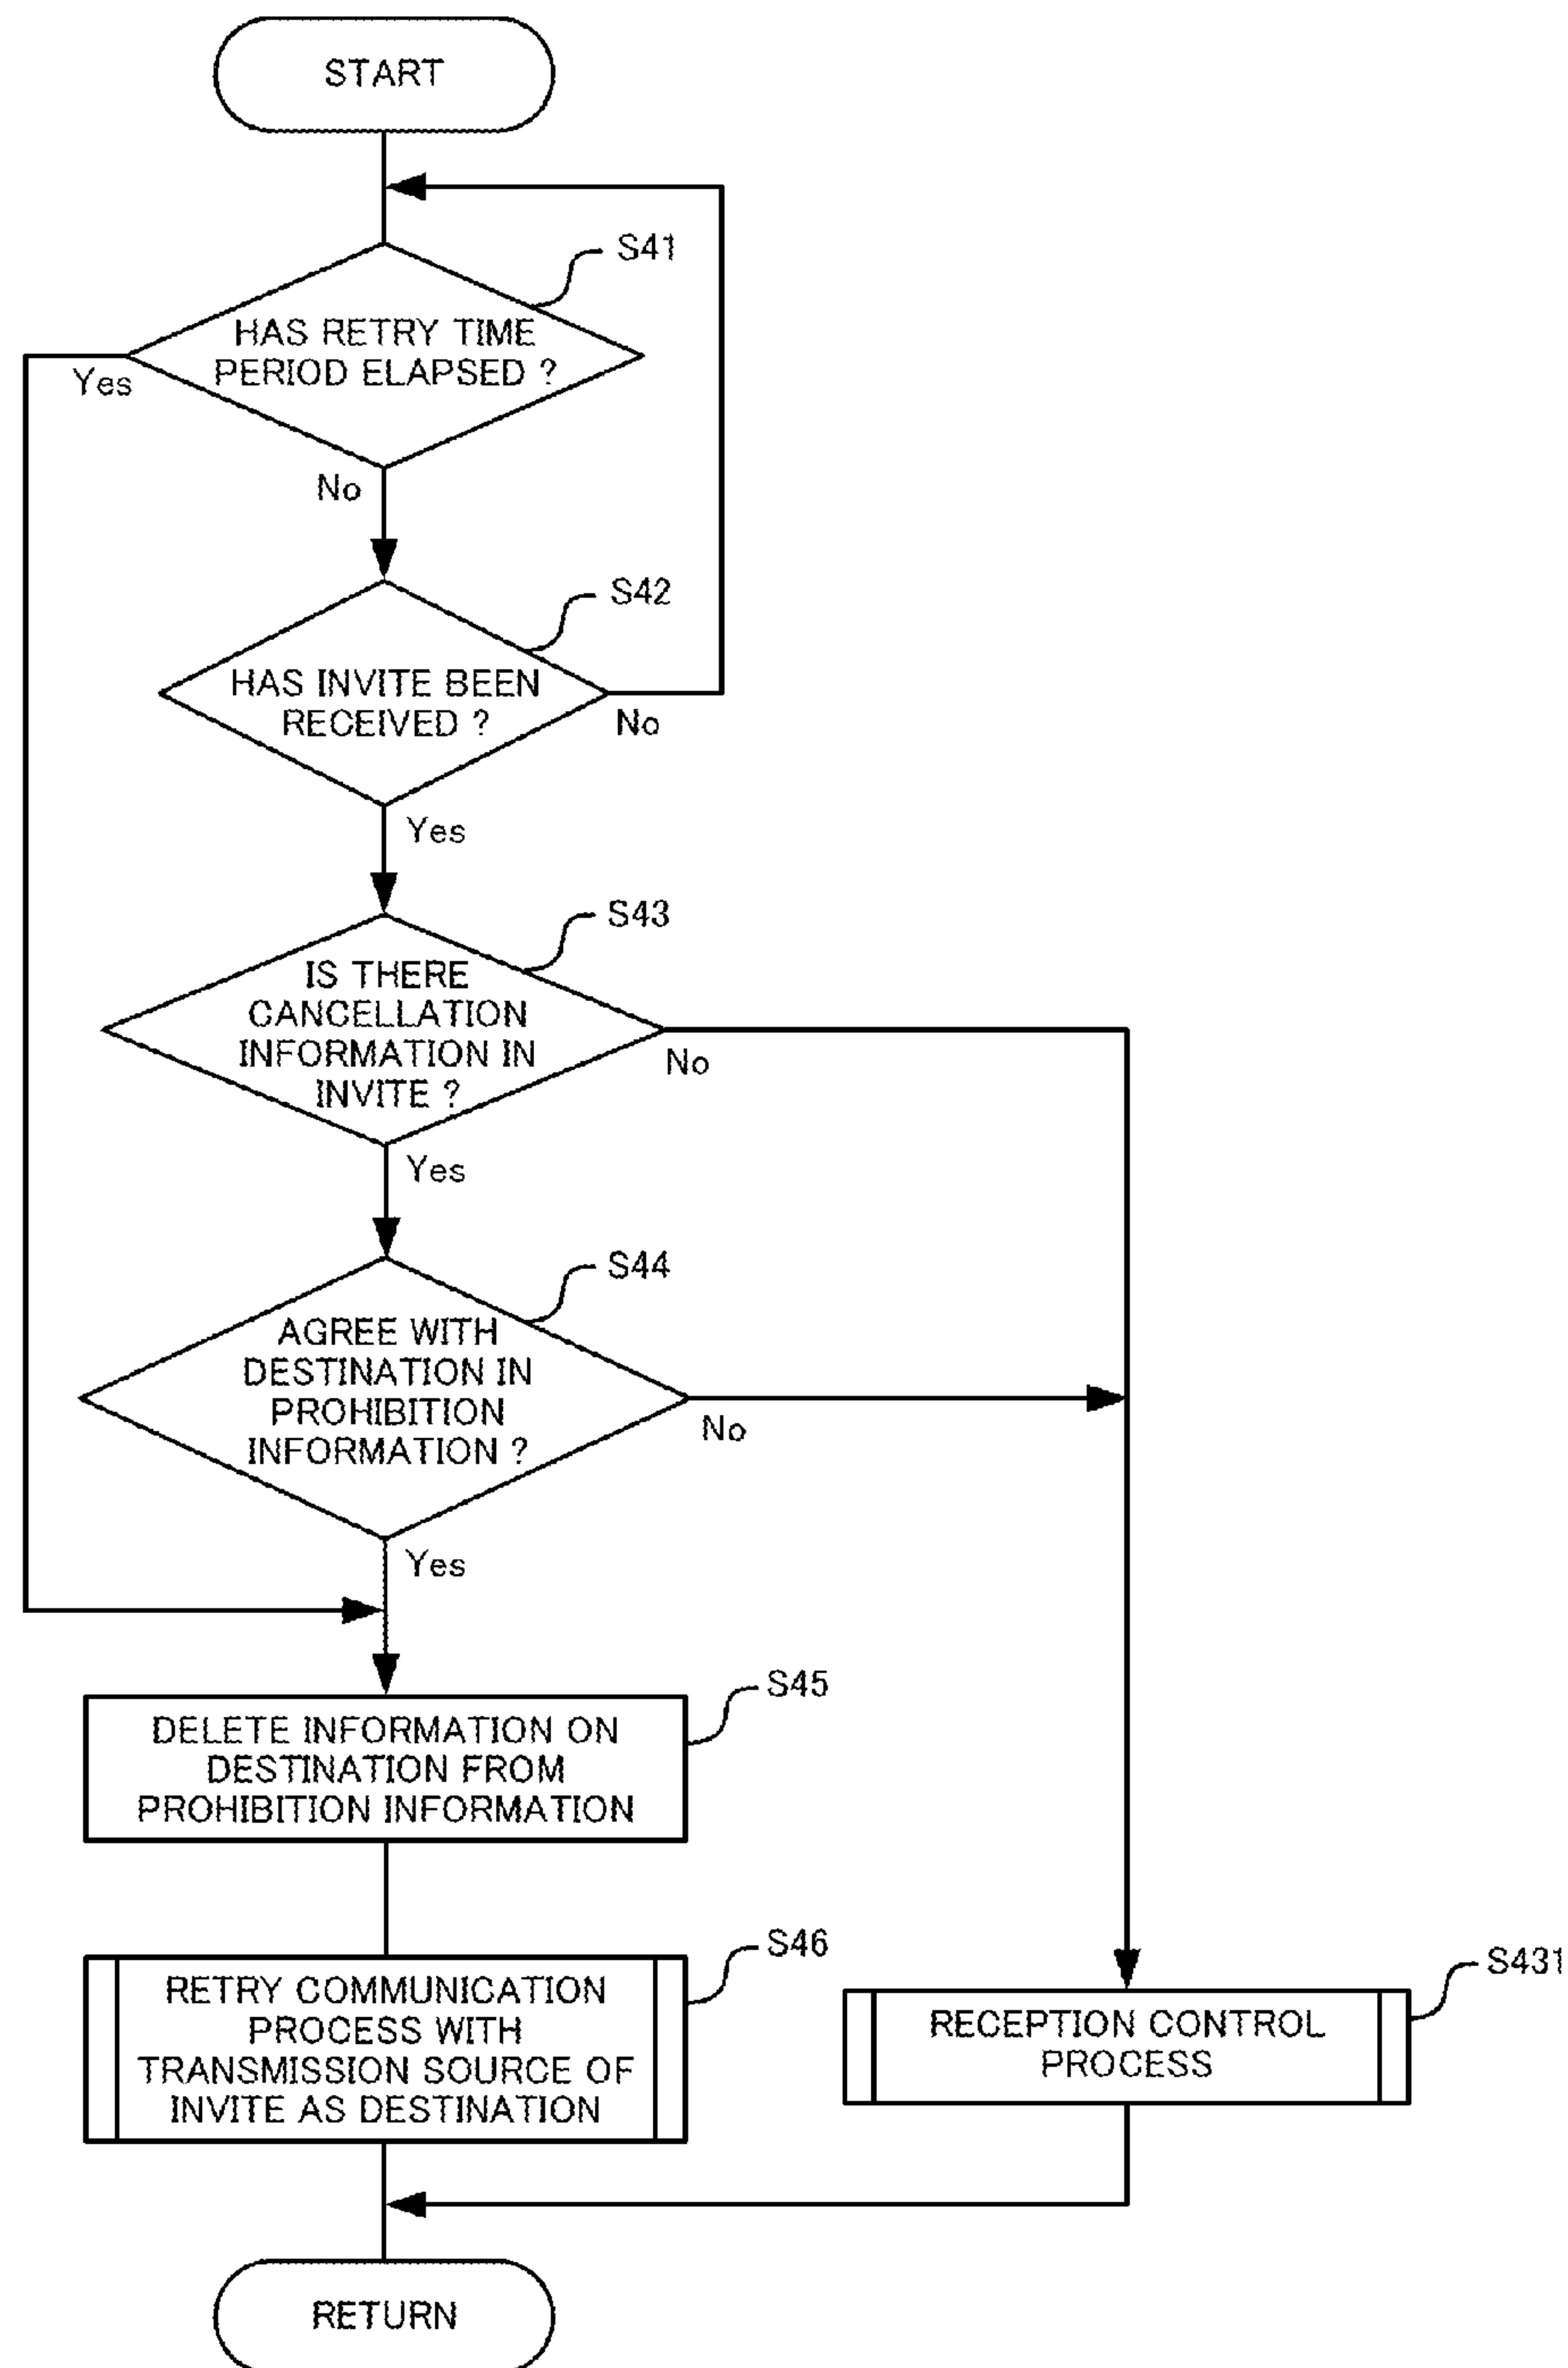 START
S41
HAS RETRY TIME
PERIOD ELAPSED ?
Yes
No
S42
HAS INVITE BEEN
RECEIVED ?
No
Yes
S43
IS THERE
CANCELLATION
INFORMATION IN
INVITE ?
No
Yes
S44
AGREE WITH
DESTINATION IN
PROHIBITION
INFORMATION ?
No
Yes
S45
DELETE INFORMATION ON
DESTINATION FROM
PROHIBITION INFORMATION
S46
RETRY COMMUNICATION
PROCESS WITH
TRANSMISSION SOURCE OF
INVITE AS DESTINATION
S431
RECEPTION CONTROL
PROCESS
RETURN